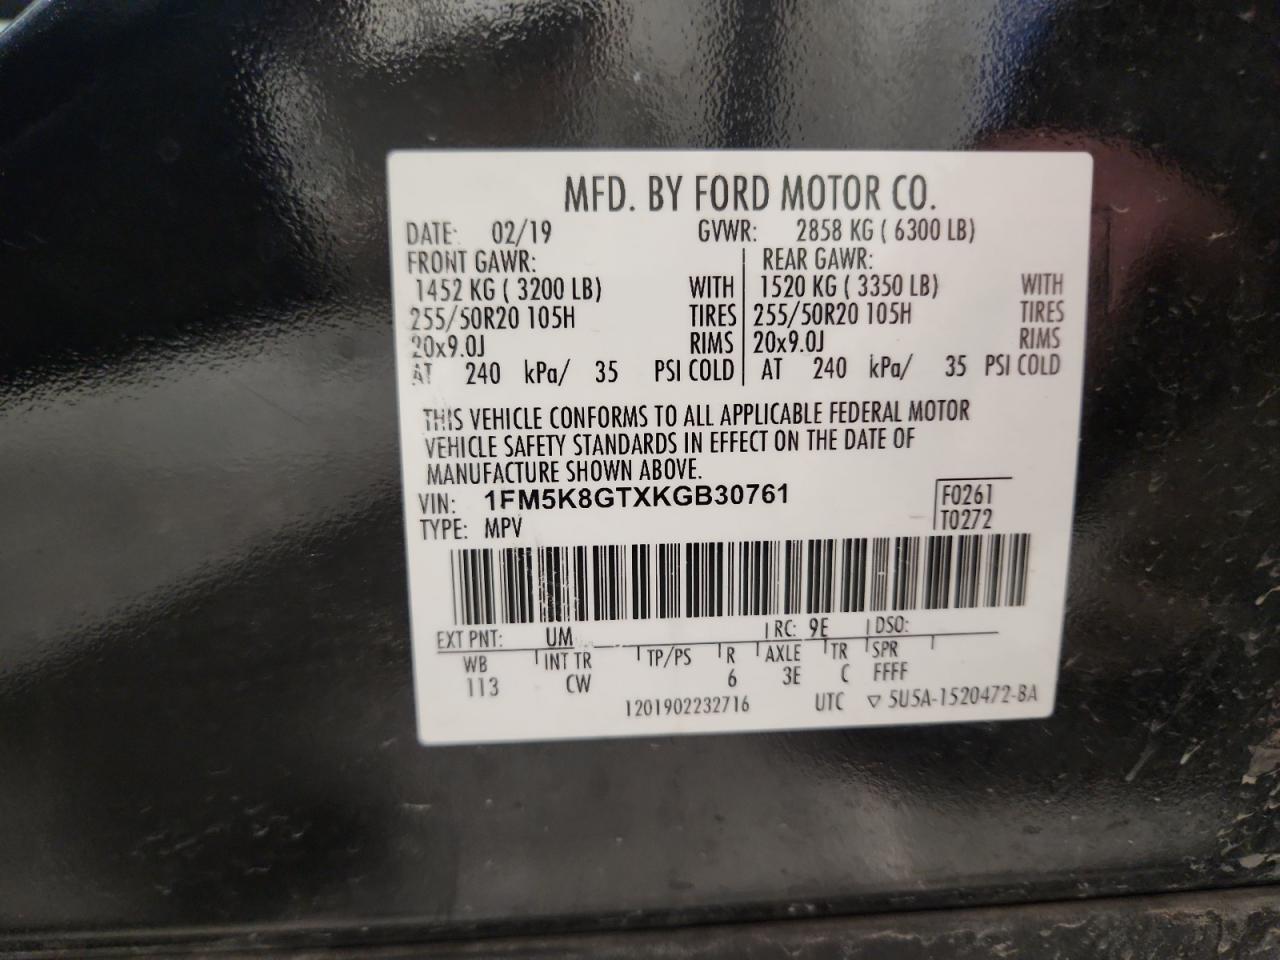 MFD. BY FORD MOTOR CO.
DATE: 02/19 GVWR: 2858 KG ( 6300 LB)
FRONT GAWR: REAR GAWR:
1452 KG ( 3200 LB) WITH 1520 KG ( 3350 LB) WITH
255/50R20 105H TIRES 255/50R20 105H TIRES
20x9.0J RIMS 20x9.0J RIMS
AT 240 kPa/ 35 PSI COLD AT 240 kPa/ 35 PSI COLD
THIS VEHICLE CONFORMS TO ALL APPLICABLE FEDERAL MOTOR
VEHICLE SAFETY STANDARDS IN EFFECT ON THE DATE OF
MANUFACTURE SHOWN ABOVE.
VIN: 1FM5K8GTXKGB30761 F0261
TYPE: MPV T0272
EXT PNT: UM RC: 9E DSO:
WB INT TR TP/PS R AXLE TR SPR
113 CW 6 3E C FFFF
1201902232716 UTC ▽ 5U5A-1520472-BA